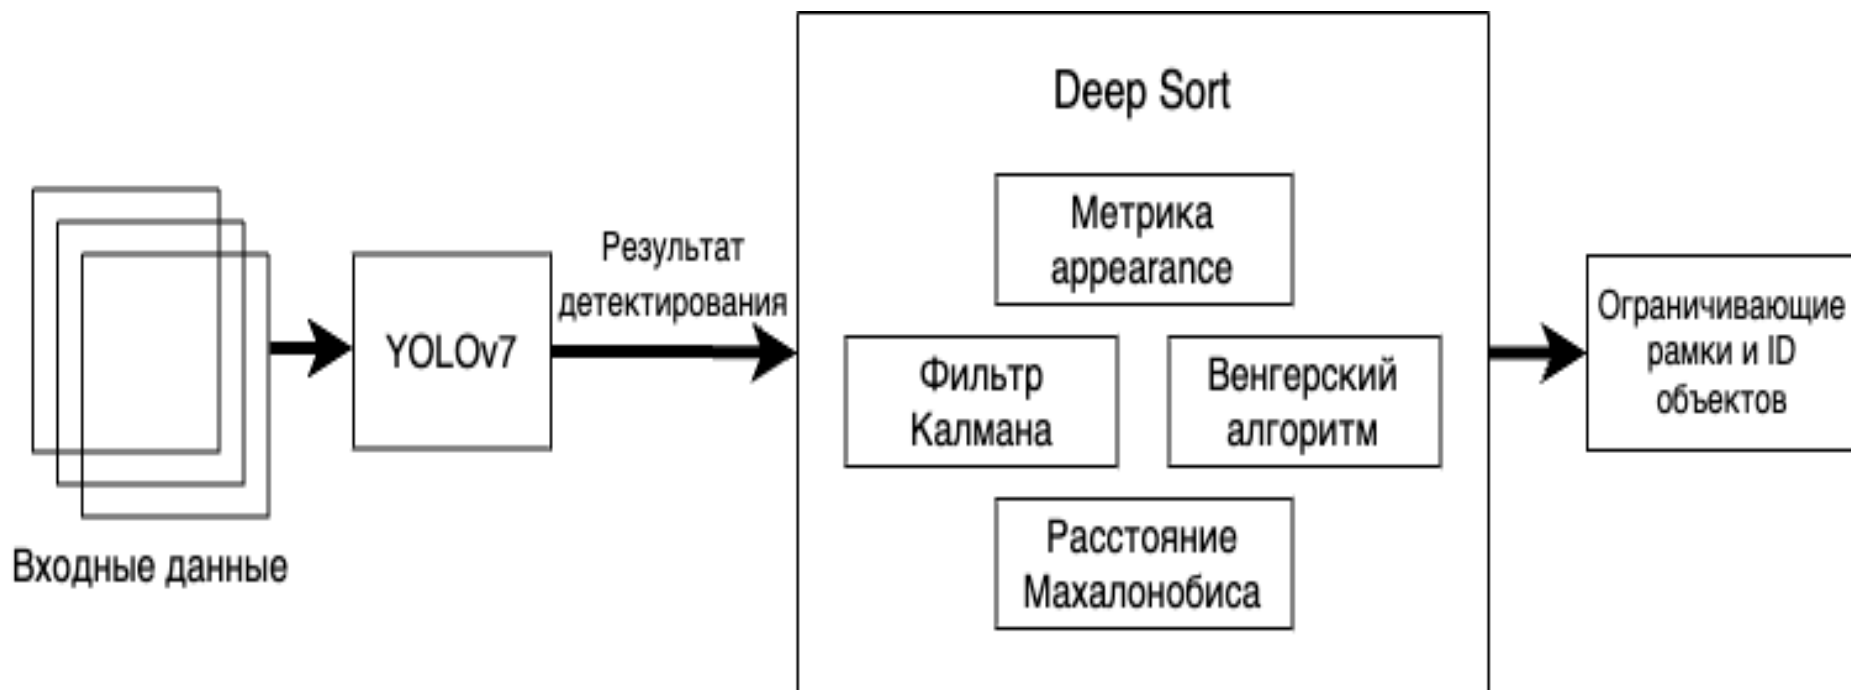 Входные данные
YOLOv7
Результат
детектирования
Deep Sort
Метрика
appearance
Фильтр
Калмана
Венгерский
алгоритм
Расстояние
Махалонобиса
Ограничивающие
рамки и ID
объектов